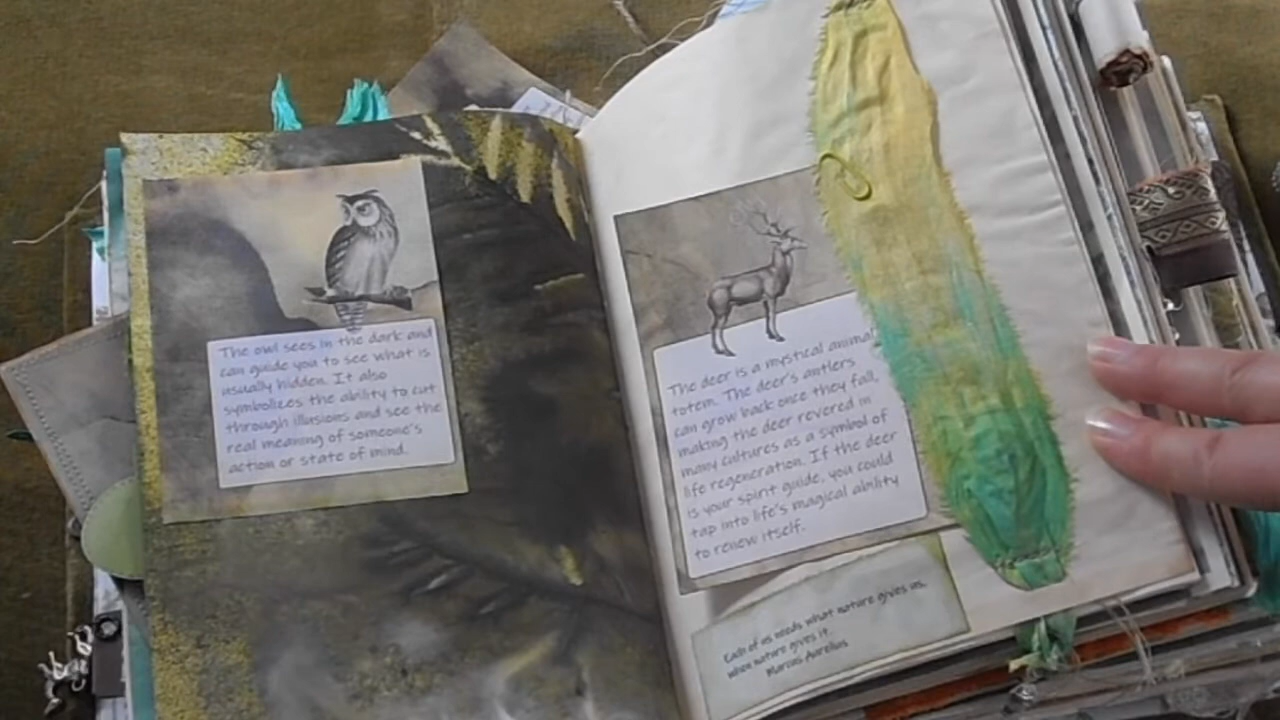 The owl sees in the dark and
can guide you to see what is
usually hidden. It also
symbolizes the ability to cut
through illusions and see the
real meaning of someone's
action or state of mind.
The deer is a mystical animal
totem. The deer's antlers
can grow back once they fall,
making the deer revered in
many cultures as a symbol of
life regeneration. If the deer
is your spirit guide, you could
tap into life's magical ability
to renew itself.
Each of us needs what nature gives us,
when nature gives it.
Marcus Aurelius